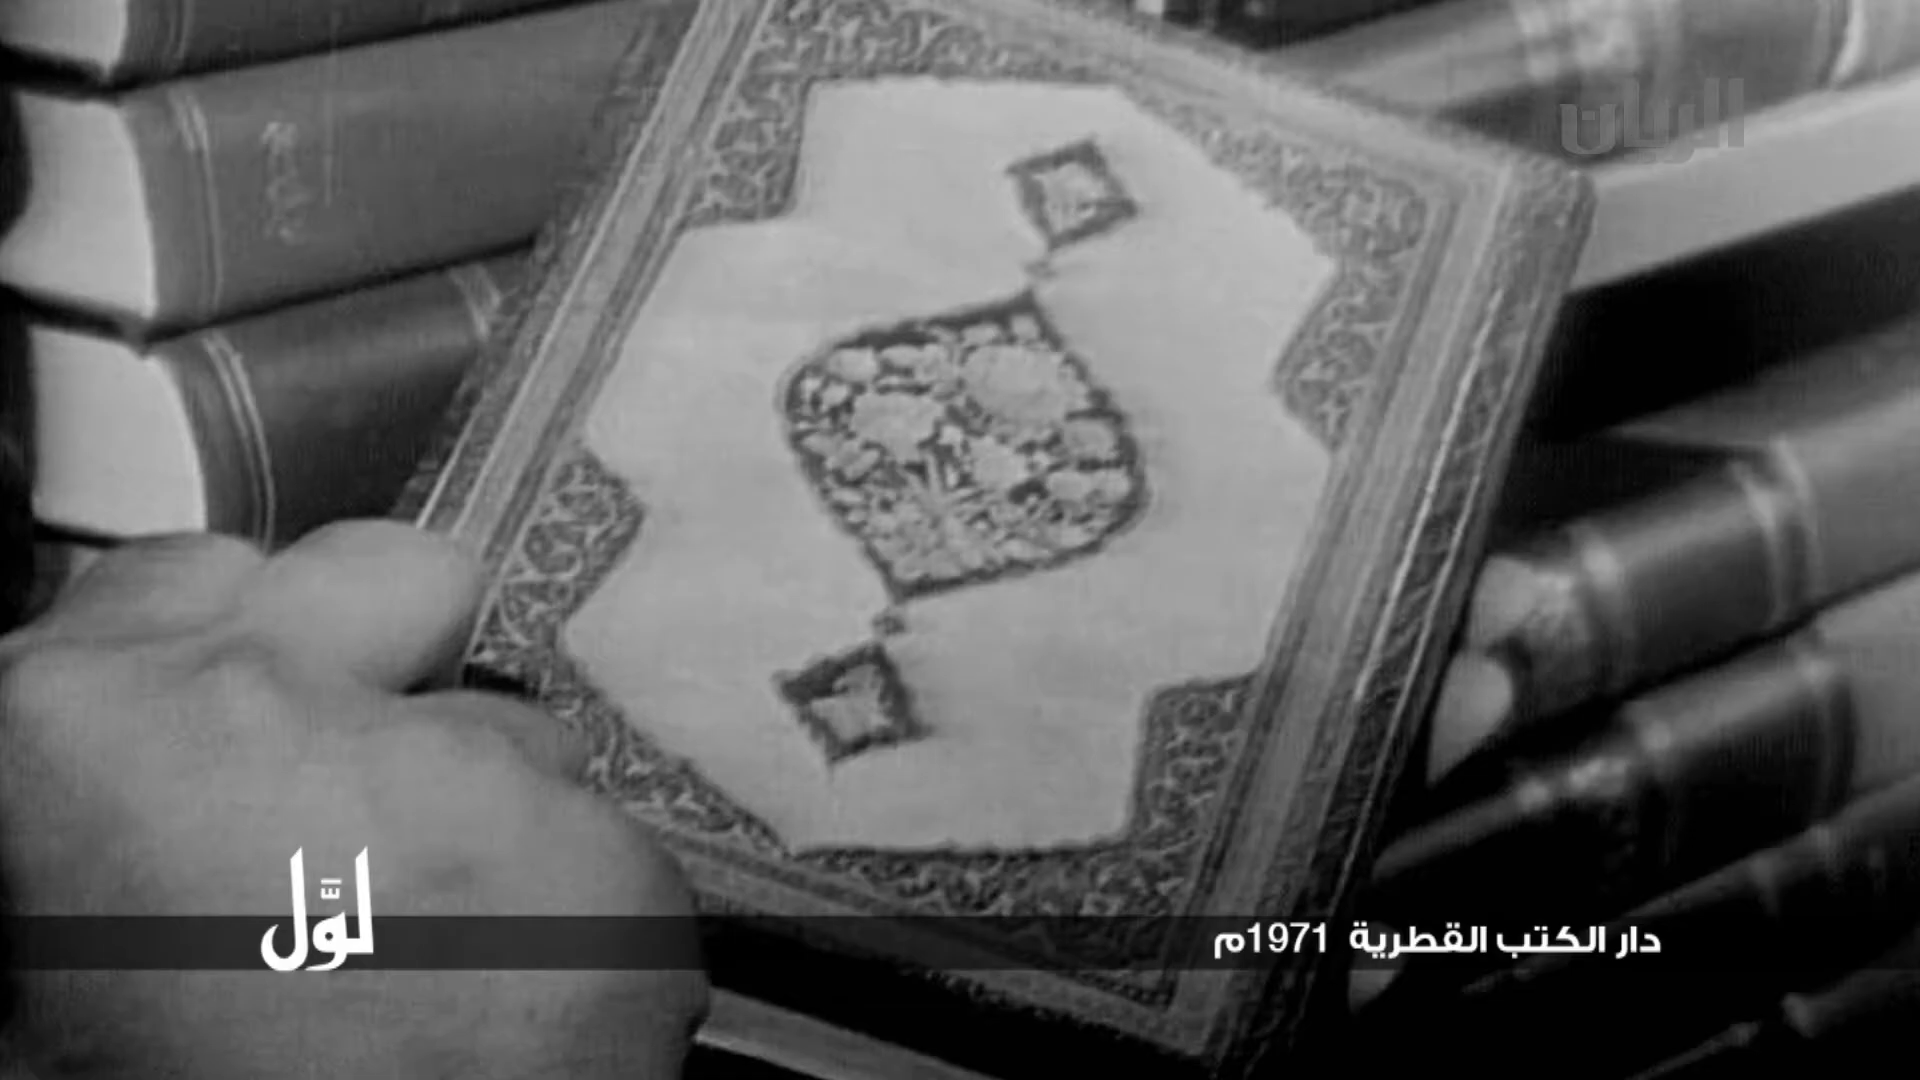 الريان
لوَّل
دار الكتب القطرية 1971م